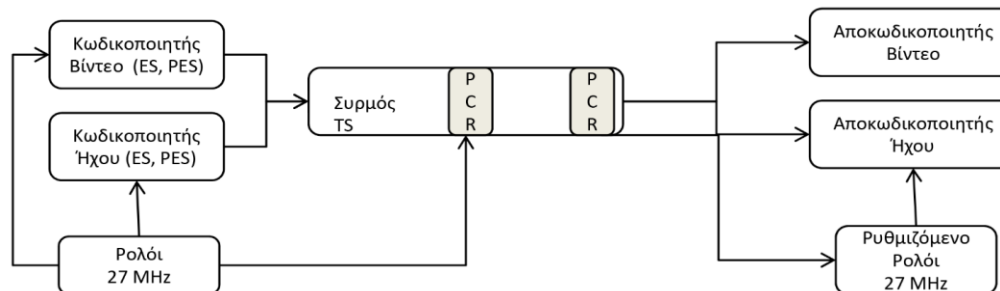 Κωδικοποιητής
Βίντεο (ES, PES)
Κωδικοποιητής
Ήχου (ES, PES)
Ρολόι
27 MHz
Συρμός
TS
P
C
R
P
C
R
Αποκωδικοποιητής
Βίντεο
Αποκωδικοποιητής
Ήχου
Ρυθμιζόμενο
Ρολόι
27 MHz